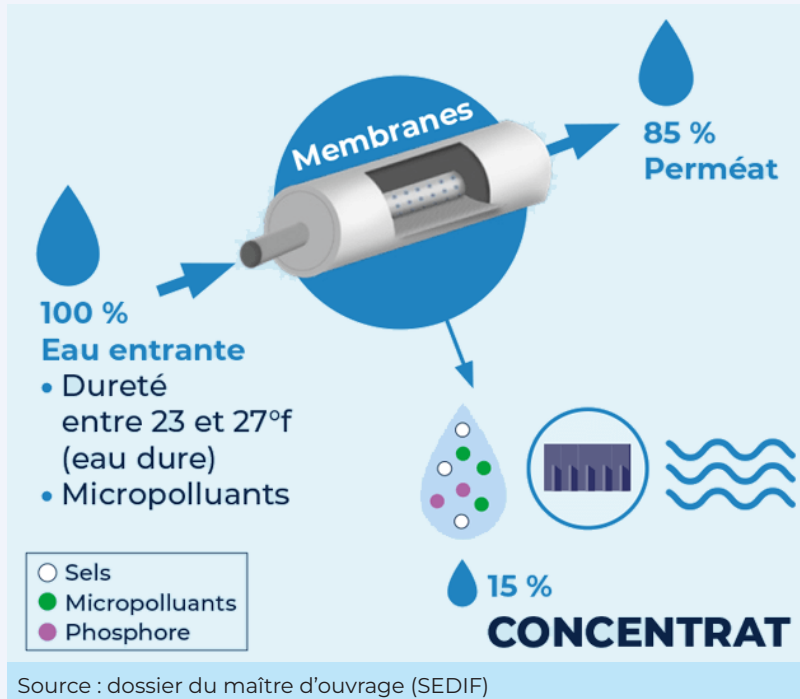 Membranes
85 %
Perméat
100 %
Eau entrante
• Dureté
entre 23 et 27°f
(eau dure)
• Micropolluants
Sels
Micropolluants
Phosphore
15 %
CONCENTRAT
Source : dossier du maître d’ouvrage (SEDIF)